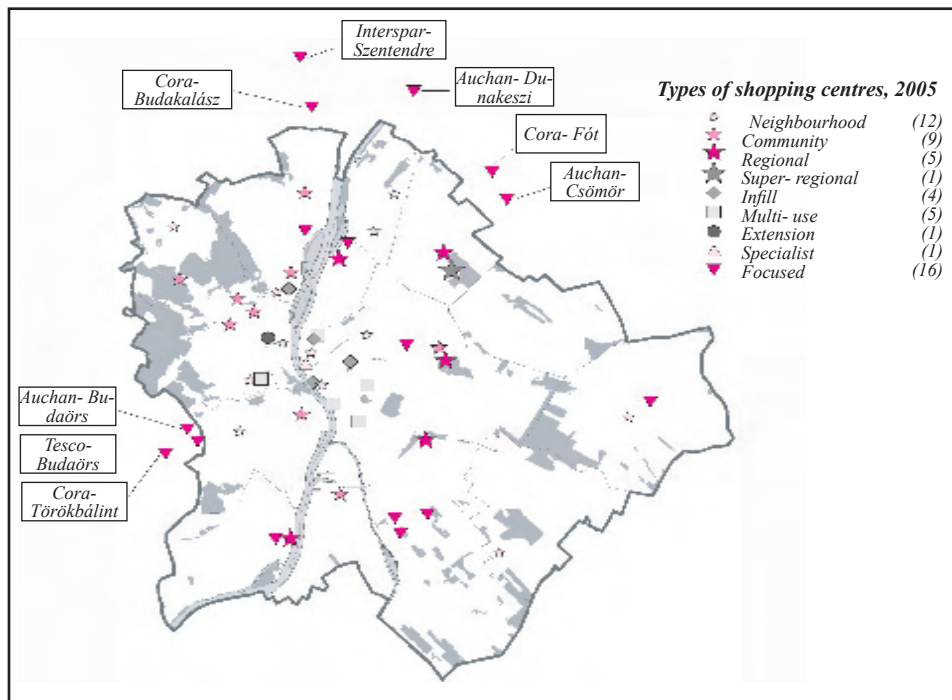 Interspar-
Szentendre
Cora-
Budakalász
Auchan- Du-
nakeszi
Cora- Fót
Auchan-
Csömör
Types of shopping centres, 2005
Neighbourhood (12)
Community (9)
Regional (5)
Super- regional (1)
Infill (4)
Multi- use (5)
Extension (1)
Specialist (1)
Focused (16)
Auchan- Bu-
daörs
Tesco-
Budaörs
Cora-
Törökbálint